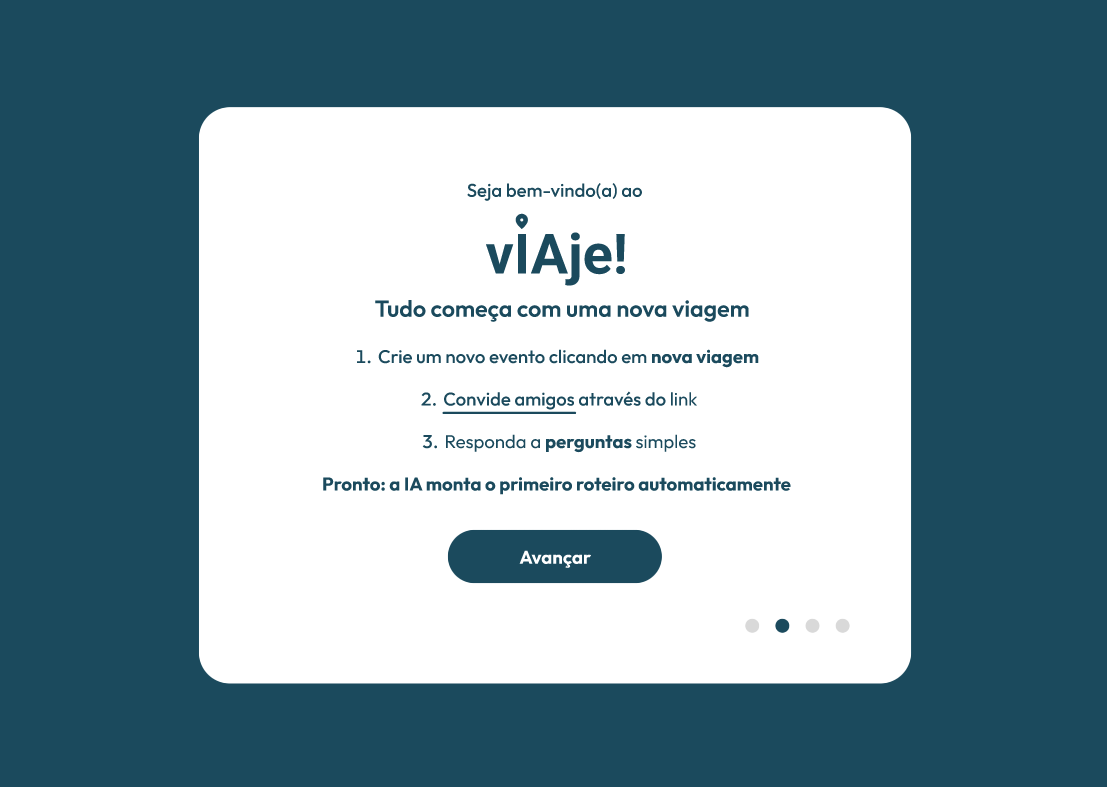 Seja bem-vindo(a) ao
vIAje!
Tudo começa com uma nova viagem
1. Crie um novo evento clicando em nova viagem
2. Convide amigos através do link
3. Responda a perguntas simples
Pronto: a IA monta o primeiro roteiro automaticamente
Avançar